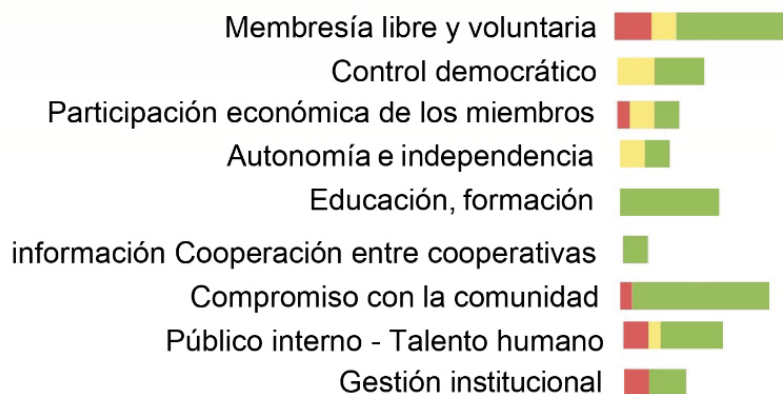 Membresía libre y voluntaria
Control democrático
Participación económica de los miembros
Autonomía e independencia
Educación, formación
información Cooperación entre cooperativas
Compromiso con la comunidad
Público interno - Talento humano
Gestión institucional